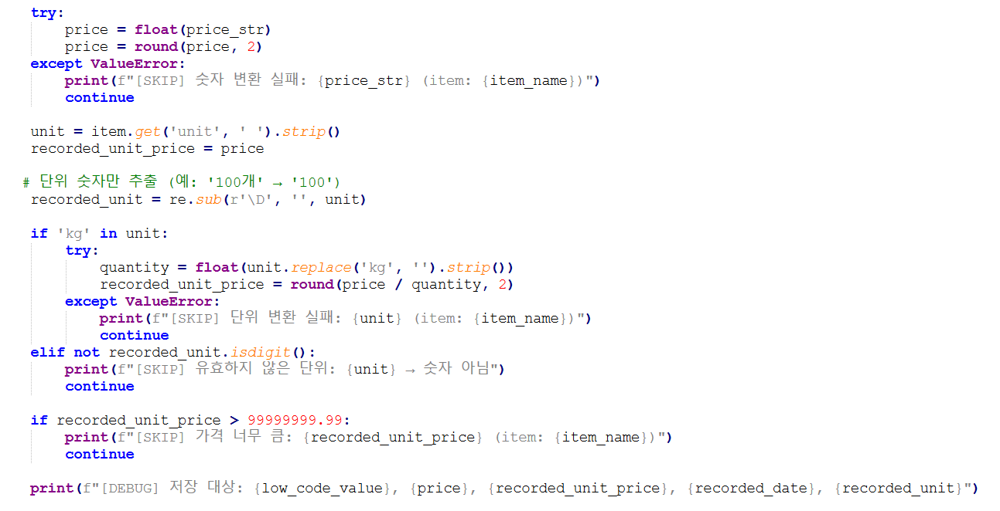 try:
price = float(price_str)
price = round(price, 2)
except ValueError:
print(f"[SKIP] 숫자 변환 실패: {price_str} (item: {item_name})")
continue
unit = item.get('unit', ' ').strip()
recorded_unit_price = price
# 단위 숫자만 추출 (예: '100개' → '100')
recorded_unit = re.sub(r'\D', '', unit)
if 'kg' in unit:
try:
quantity = float(unit.replace('kg', '').strip())
recorded_unit_price = round(price / quantity, 2)
except ValueError:
print(f"[SKIP] 단위 변환 실패: {unit} (item: {item_name})")
continue
elif not recorded_unit.isdigit():
print(f"[SKIP] 유효하지 않은 단위: {unit} → 숫자 아님")
continue
if recorded_unit_price > 99999999.99:
print(f"[SKIP] 가격 너무 큼: {recorded_unit_price} (item: {item_name})")
continue
print(f"[DEBUG] 저장 대상: {low_code_value}, {price}, {recorded_unit_price}, {recorded_date}, {recorded_unit}")